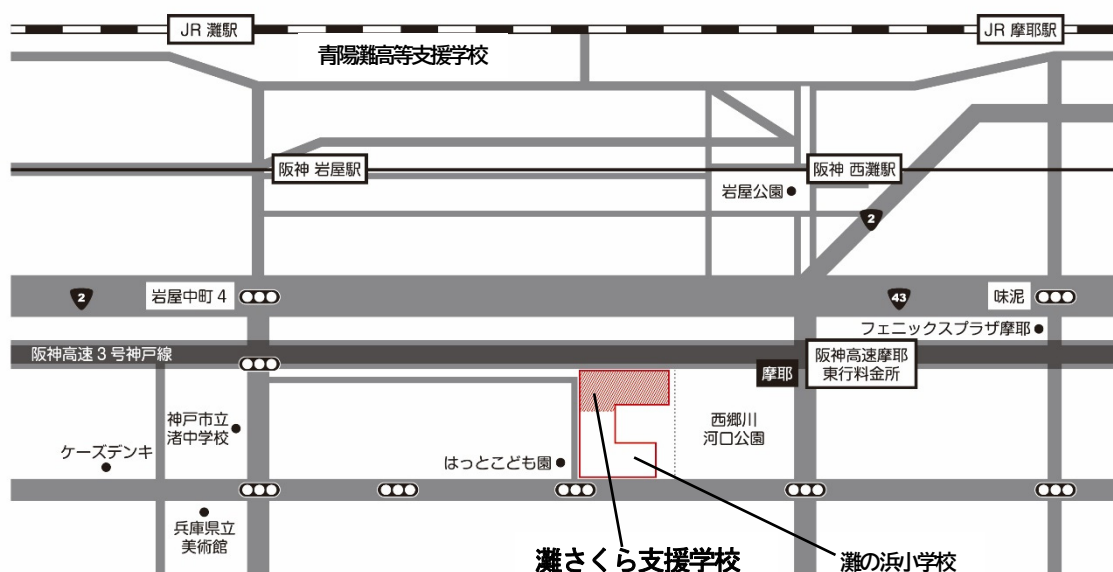 JR 灘駅
JR 摩耶駅
青陽灘高等支援学校
阪神 岩屋駅
阪神 西灘駅
岩屋公園
2
2
岩屋中町 4
43
味泥
フェニックスプラザ摩耶
阪神高速 3 号神戸線
阪神高速摩耶
東行料金所
摩耶
神戸市立
渚中学校
西郷川
河口公園
ケーズデンキ
はっとこども園
兵庫県立
美術館
灘さくら支援学校
灘の浜小学校